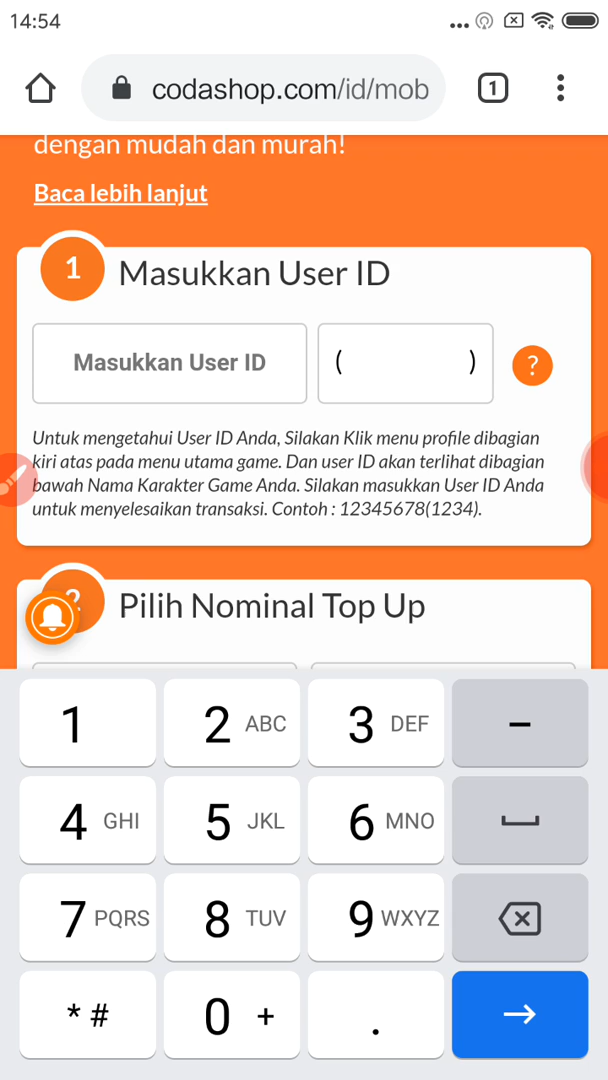 14:54
codashop.com/id/mob
1
dengan mudah dan murah!
Baca lebih lanjut
1
Masukkan User ID
Masukkan User ID
( )
?
Untuk mengetahui User ID Anda, Silakan Klik menu profile dibagian
kiri atas pada menu utama game. Dan user ID akan terlihat dibagian
bawah Nama Karakter Game Anda. Silakan masukkan User ID Anda
untuk menyelesaikan transaksi. Contoh : 12345678(1234).
2
Pilih Nominal Top Up
1 2 ABC 3 DEF –
4 GHI 5 JKL 6 MNO
7 PQRS 8 TUV 9 WXYZ
* # 0 + .